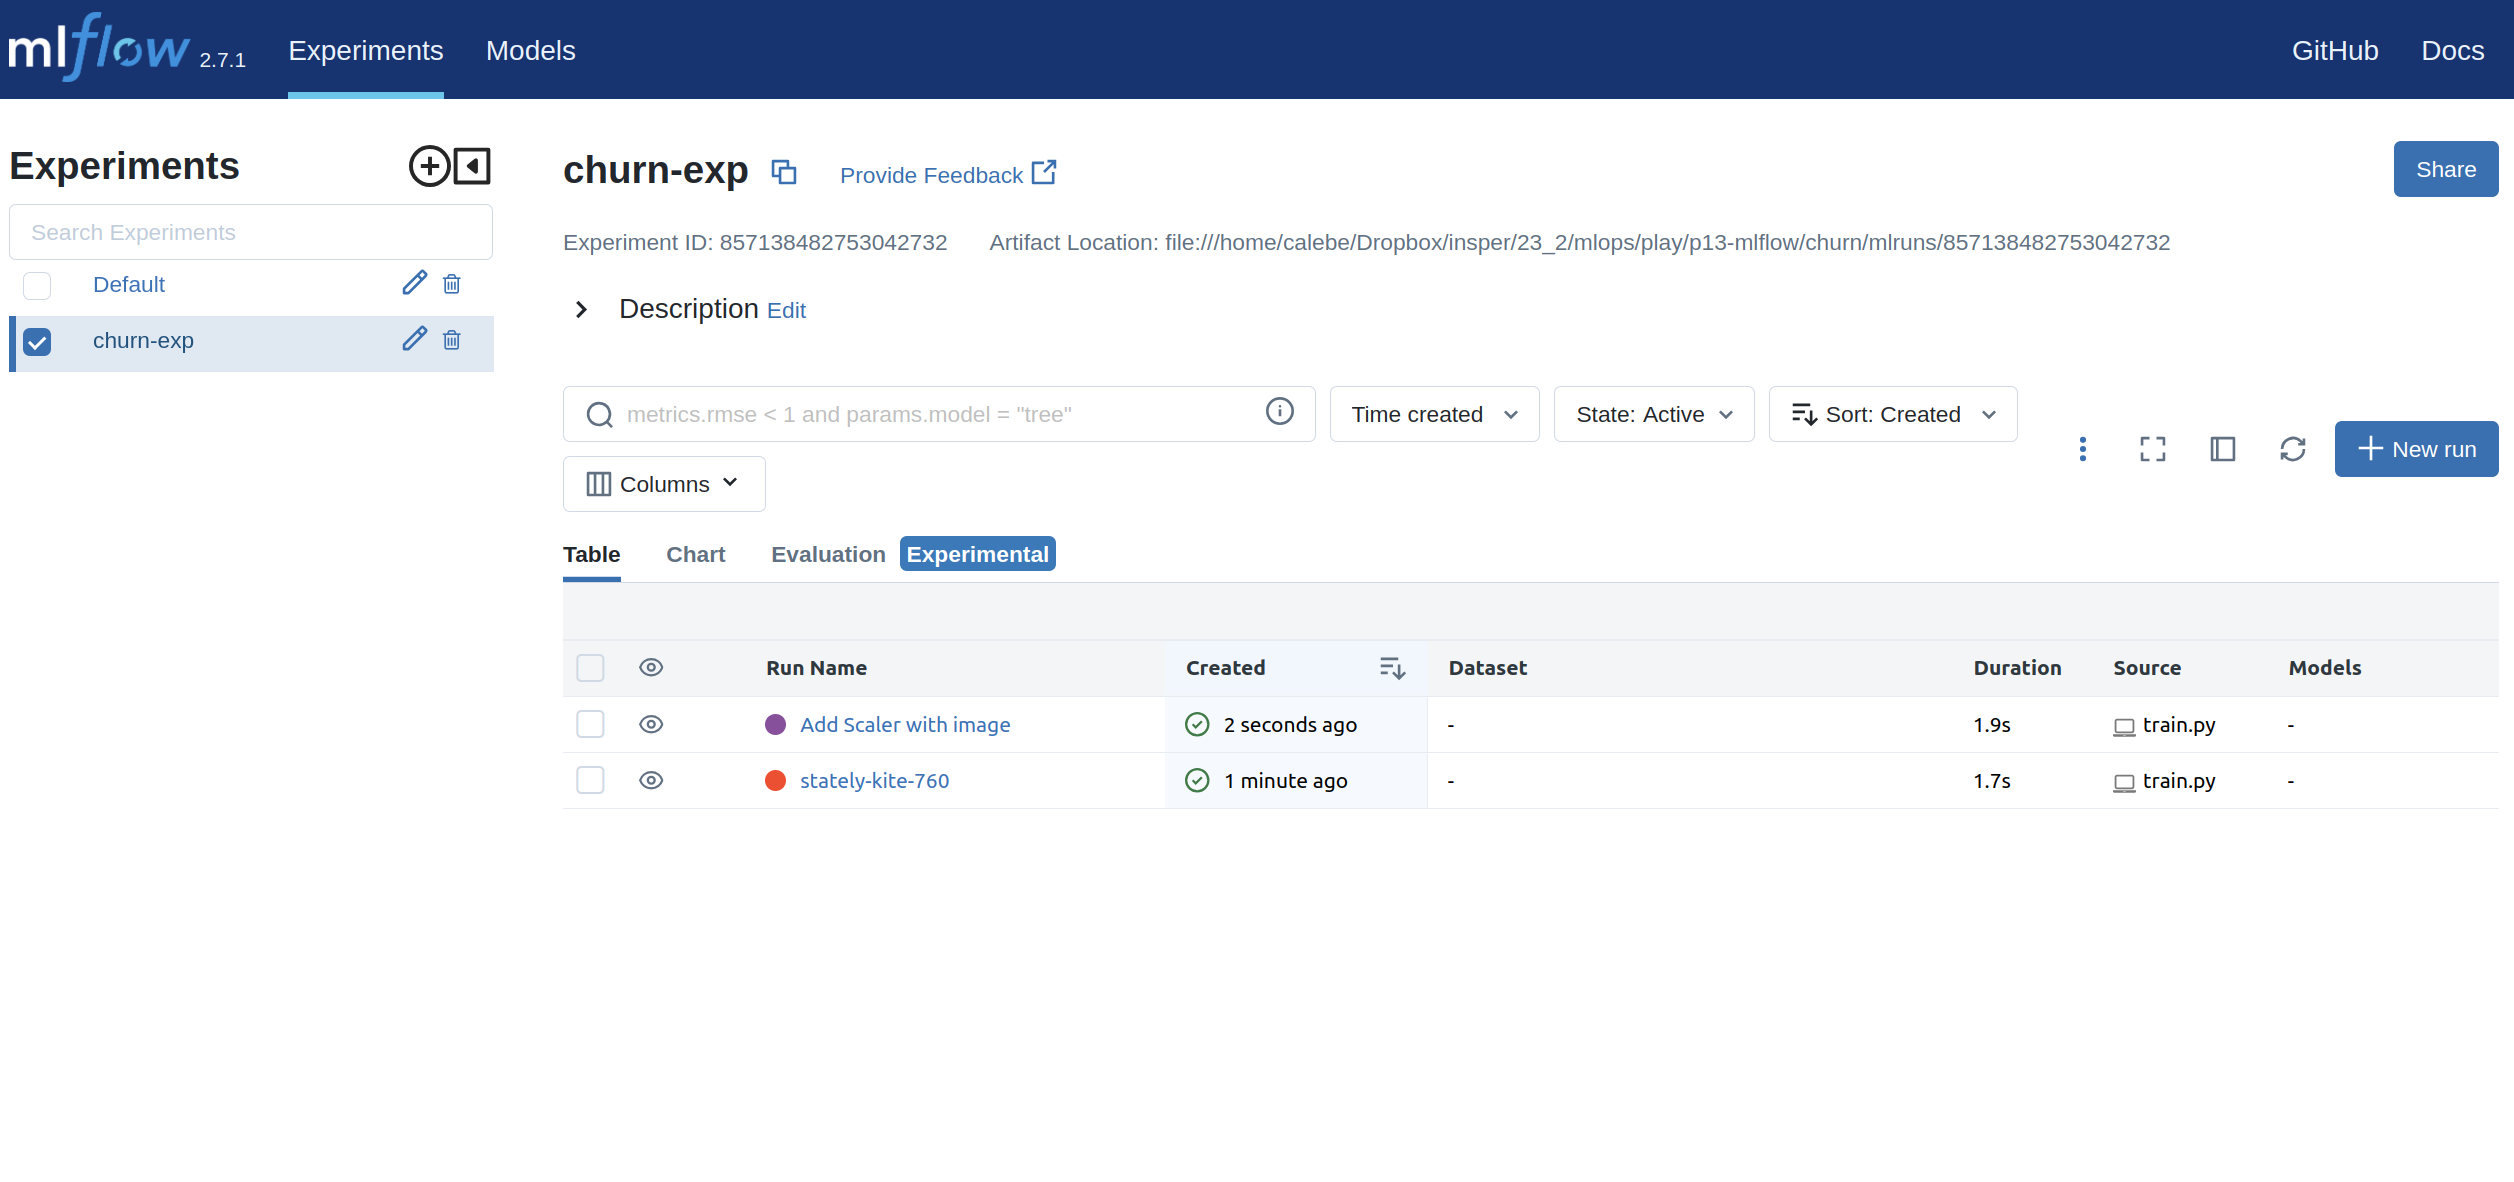 mlflow 2.7.1 Experiments Models GitHub Docs
Experiments
Search Experiments
Default
churn-exp
churn-exp Provide Feedback Share
Experiment ID: 857138482753042732 Artifact Location: file:///home/calebe/Dropbox/insper/23_2/mlops/play/p13-mlflow/churn/mlruns/857138482753042732
Description Edit
metrics.rmse < 1 and params.model = "tree" Time created State: Active Sort: Created
Columns
New run
Table Chart Evaluation Experimental
Run Name Created Dataset Duration Source Models
Add Scaler with image 2 seconds ago - 1.9s train.py -
stately-kite-760 1 minute ago - 1.7s train.py -